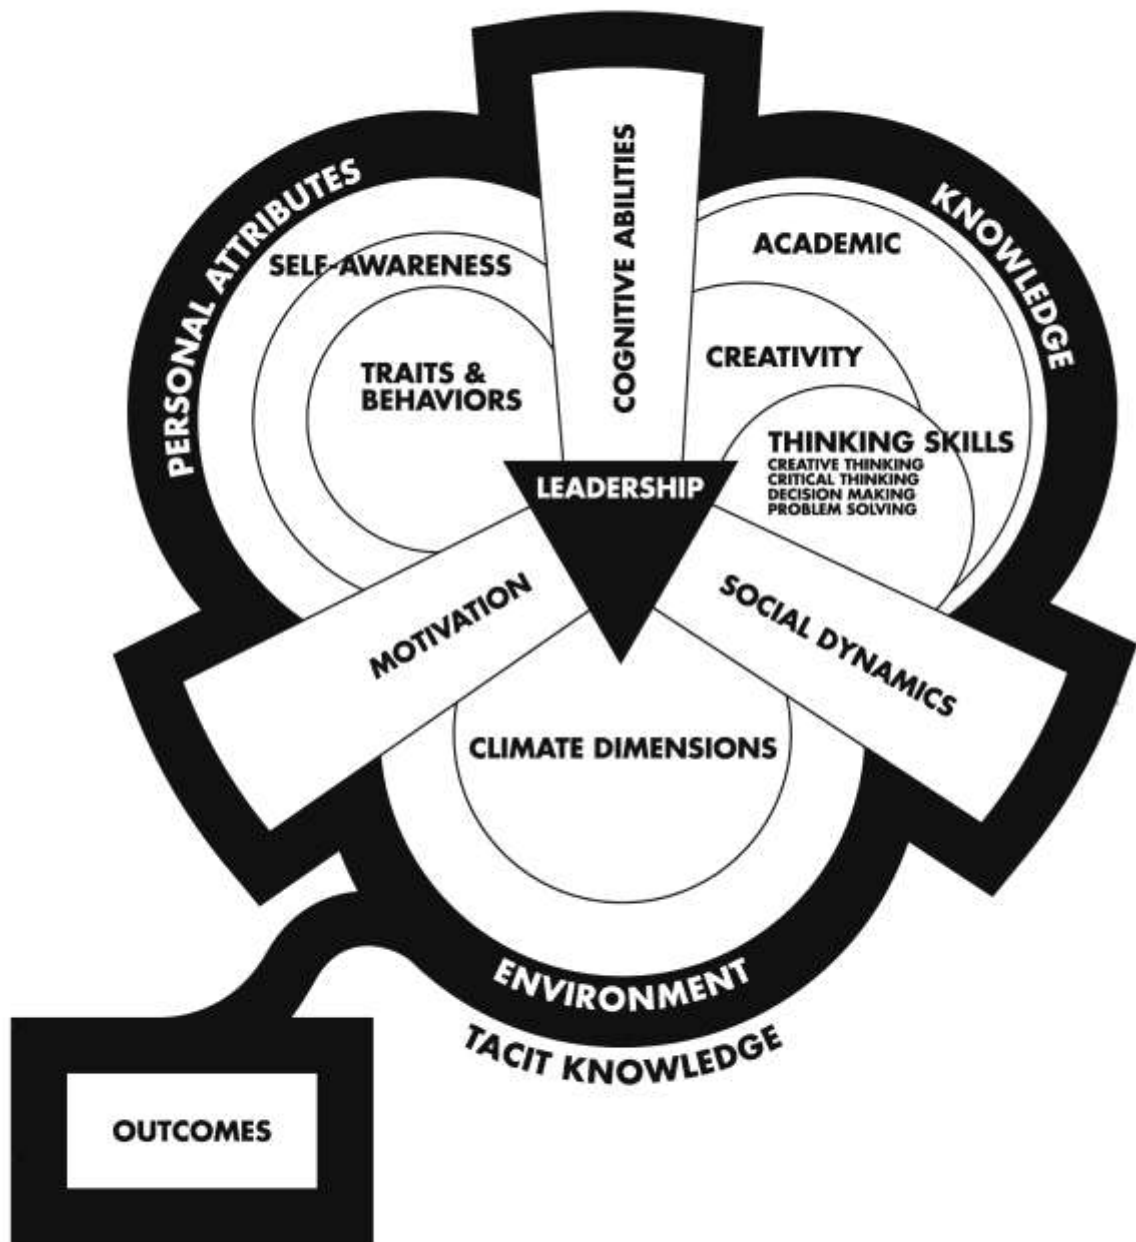 PERSONAL ATTRIBUTES
SELF-AWARENESS
TRAITS &
BEHAVIORS
COGNITIVE ABILITIES
KNOWLEDGE
ACADEMIC
CREATIVITY
THINKING SKILLS
CREATIVE THINKING
CRITICAL THINKING
DECISION MAKING
PROBLEM SOLVING
LEADERSHIP
MOTIVATION
SOCIAL DYNAMICS
CLIMATE DIMENSIONS
ENVIRONMENT
TACIT KNOWLEDGE
OUTCOMES